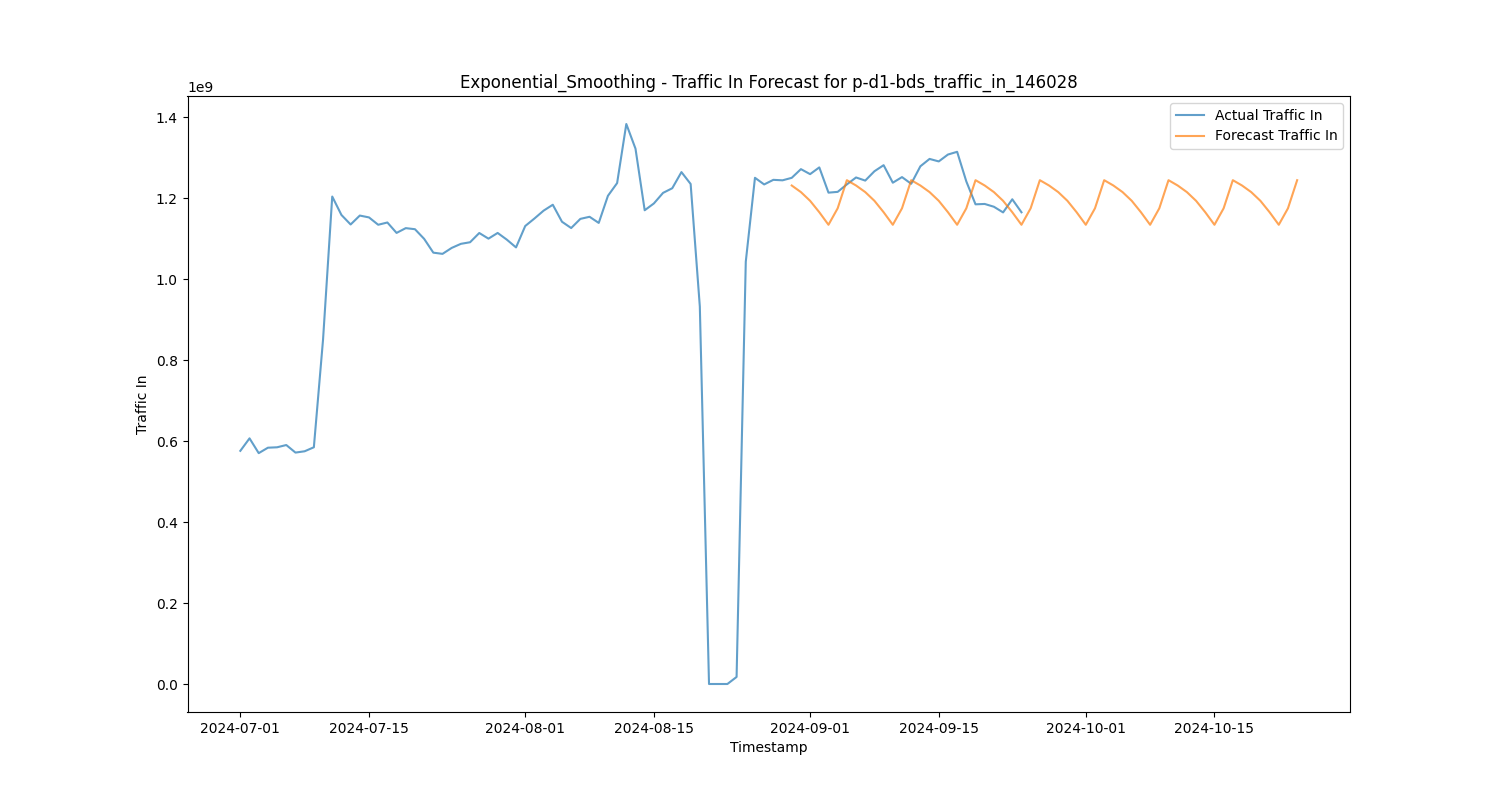 Exponential_Smoothing - Traffic In Forecast for p-d1-bds_traffic_in_146028
1e9
Actual Traffic In
Forecast Traffic In
1.4
1.2
1.0
0.8
0.6
0.4
0.2
0.0
Traffic In
2024-07-01 2024-07-15 2024-08-01 2024-08-15 2024-09-01 2024-09-15 2024-10-01 2024-10-15
Timestamp